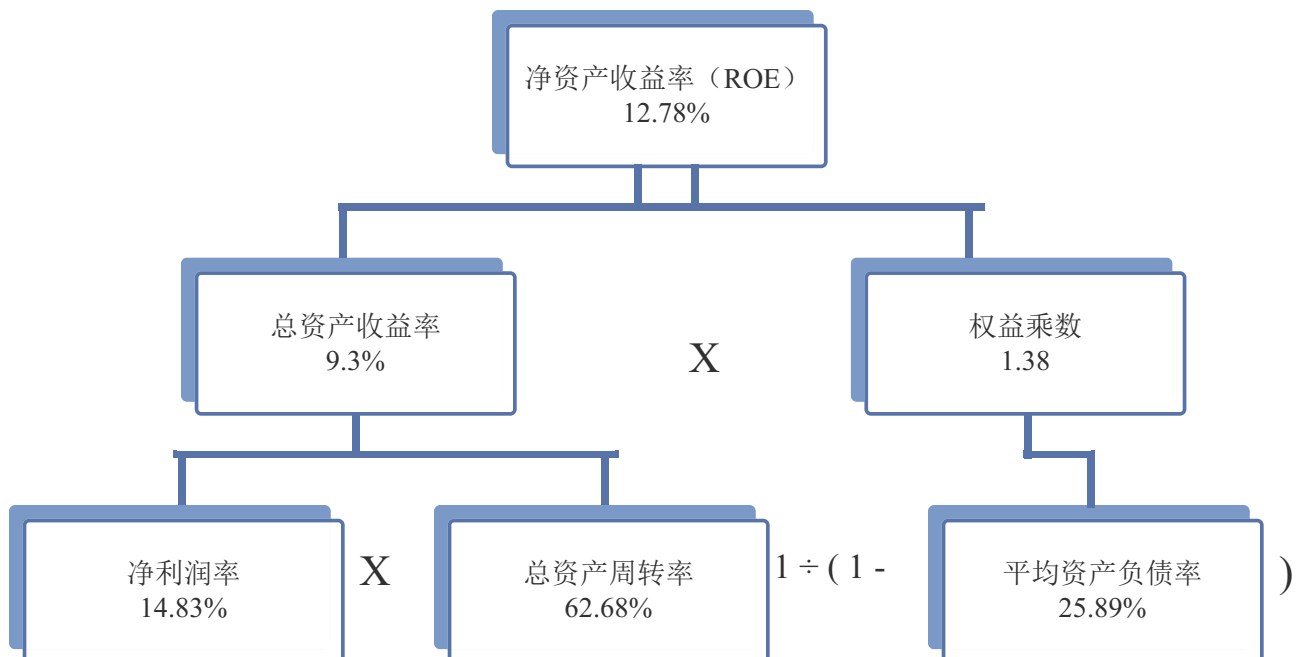 净资产收益率（ROE）
12.78%
总资产收益率
9.3%
X
权益乘数
1.38
净利润率
14.83%
X
总资产周转率
62.68%
1 ÷ ( 1 -
平均资产负债率
25.89%
)